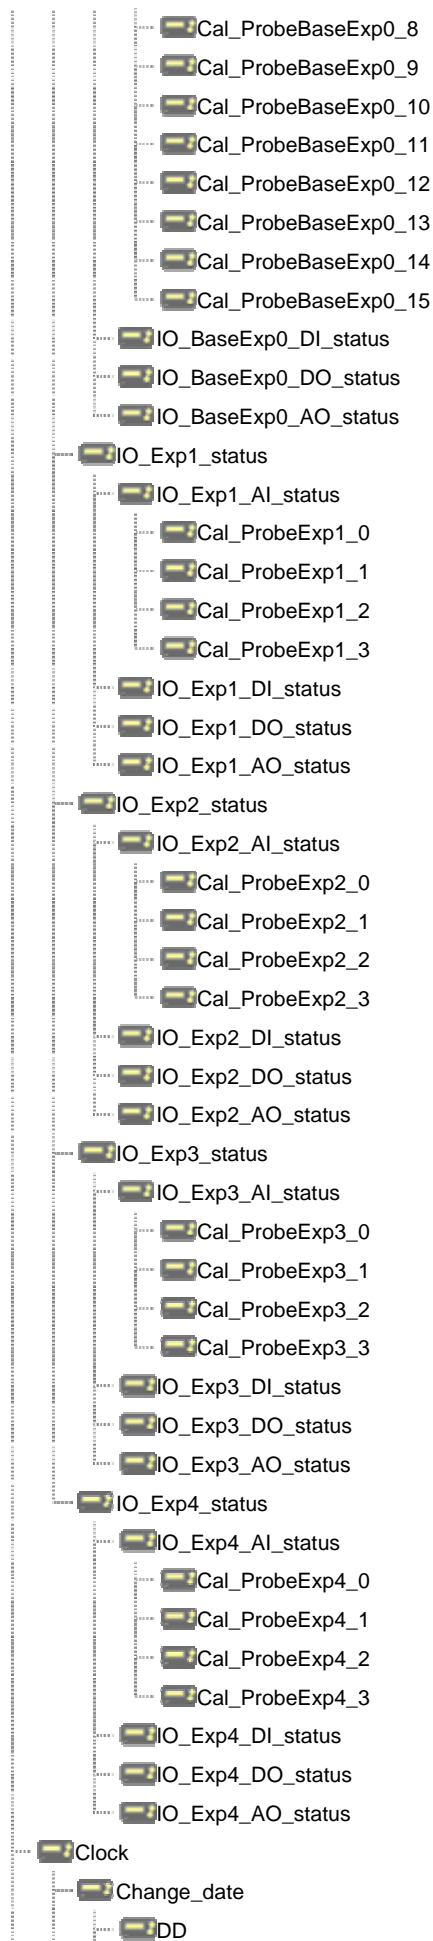 Cal_ProbeBaseExp0_8
Cal_ProbeBaseExp0_9
Cal_ProbeBaseExp0_10
Cal_ProbeBaseExp0_11
Cal_ProbeBaseExp0_12
Cal_ProbeBaseExp0_13
Cal_ProbeBaseExp0_14
Cal_ProbeBaseExp0_15
IO_BaseExp0_DI_status
IO_BaseExp0_DO_status
IO_BaseExp0_AO_status
IO_Exp1_status
IO_Exp1_AI_status
Cal_ProbeExp1_0
Cal_ProbeExp1_1
Cal_ProbeExp1_2
Cal_ProbeExp1_3
IO_Exp1_DI_status
IO_Exp1_DO_status
IO_Exp1_AO_status
IO_Exp2_status
IO_Exp2_AI_status
Cal_ProbeExp2_0
Cal_ProbeExp2_1
Cal_ProbeExp2_2
Cal_ProbeExp2_3
IO_Exp2_DI_status
IO_Exp2_DO_status
IO_Exp2_AO_status
IO_Exp3_status
IO_Exp3_AI_status
Cal_ProbeExp3_0
Cal_ProbeExp3_1
Cal_ProbeExp3_2
Cal_ProbeExp3_3
IO_Exp3_DI_status
IO_Exp3_DO_status
IO_Exp3_AO_status
IO_Exp4_status
IO_Exp4_AI_status
Cal_ProbeExp4_0
Cal_ProbeExp4_1
Cal_ProbeExp4_2
Cal_ProbeExp4_3
IO_Exp4_DI_status
IO_Exp4_DO_status
IO_Exp4_AO_status
Clock
Change_date
DD